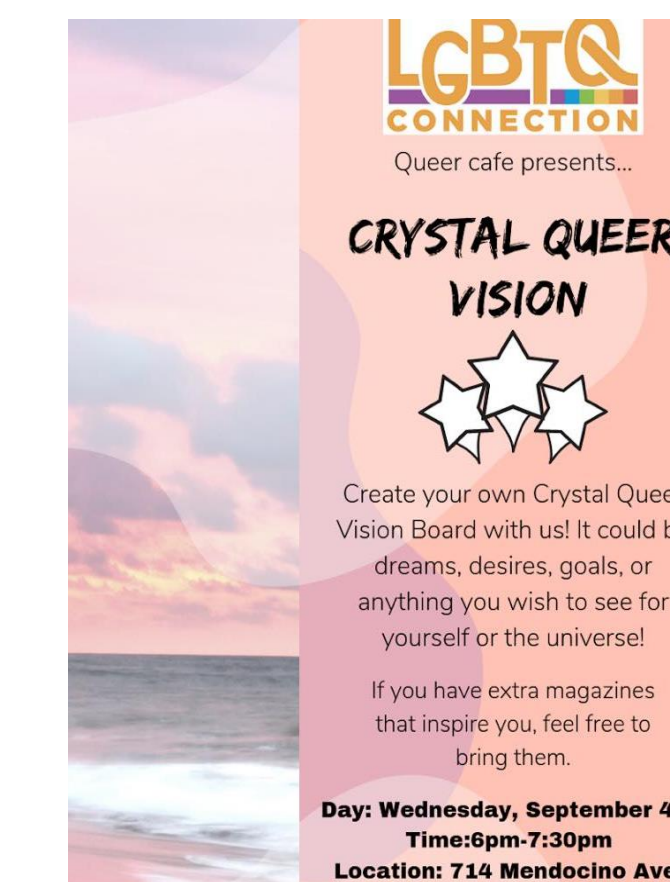 LGBTQ
CONNECTION
Queer cafe presents...
CRYSTAL QUEER
VISION
Create your own Crystal Quee
Vision Board with us! It could b
dreams, desires, goals, or
anything you wish to see for
yourself or the universe!
If you have extra magazines
that inspire you, feel free to
bring them.
Day: Wednesday, September 4
Time:6pm-7:30pm
Location: 714 Mendocino Ave